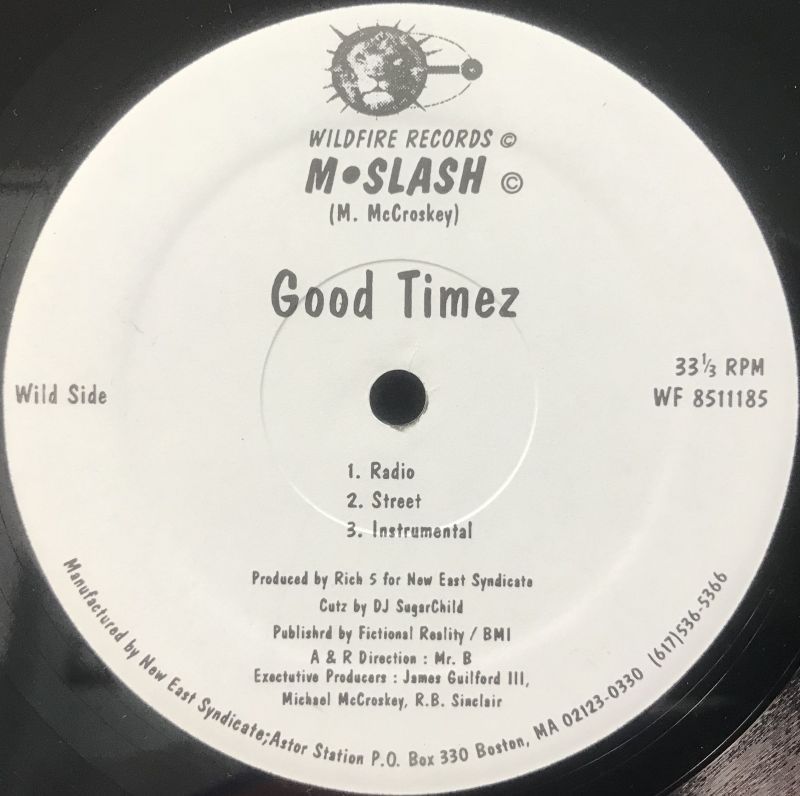 WILDFIRE RECORDS ©
M•SLASH ©
(M. McCroskey)
Good Timez
Wild Side
33⅓ RPM
WF 8511185
1. Radio
2. Street
3. Instrumental
Produced by Rich 5 for New East Syndicate
Cutz by DJ SugarChild
Publishrd by Fictional Reality / BMI
A & R Direction : Mr. B
Exectutive Producers : James Guilford III,
Michael McCroskey, R.B. Sinclair
Manufactured by New East Syndicate;Astor Station P.O. Box 330 Boston, MA 02123-0330 (617)536-5366